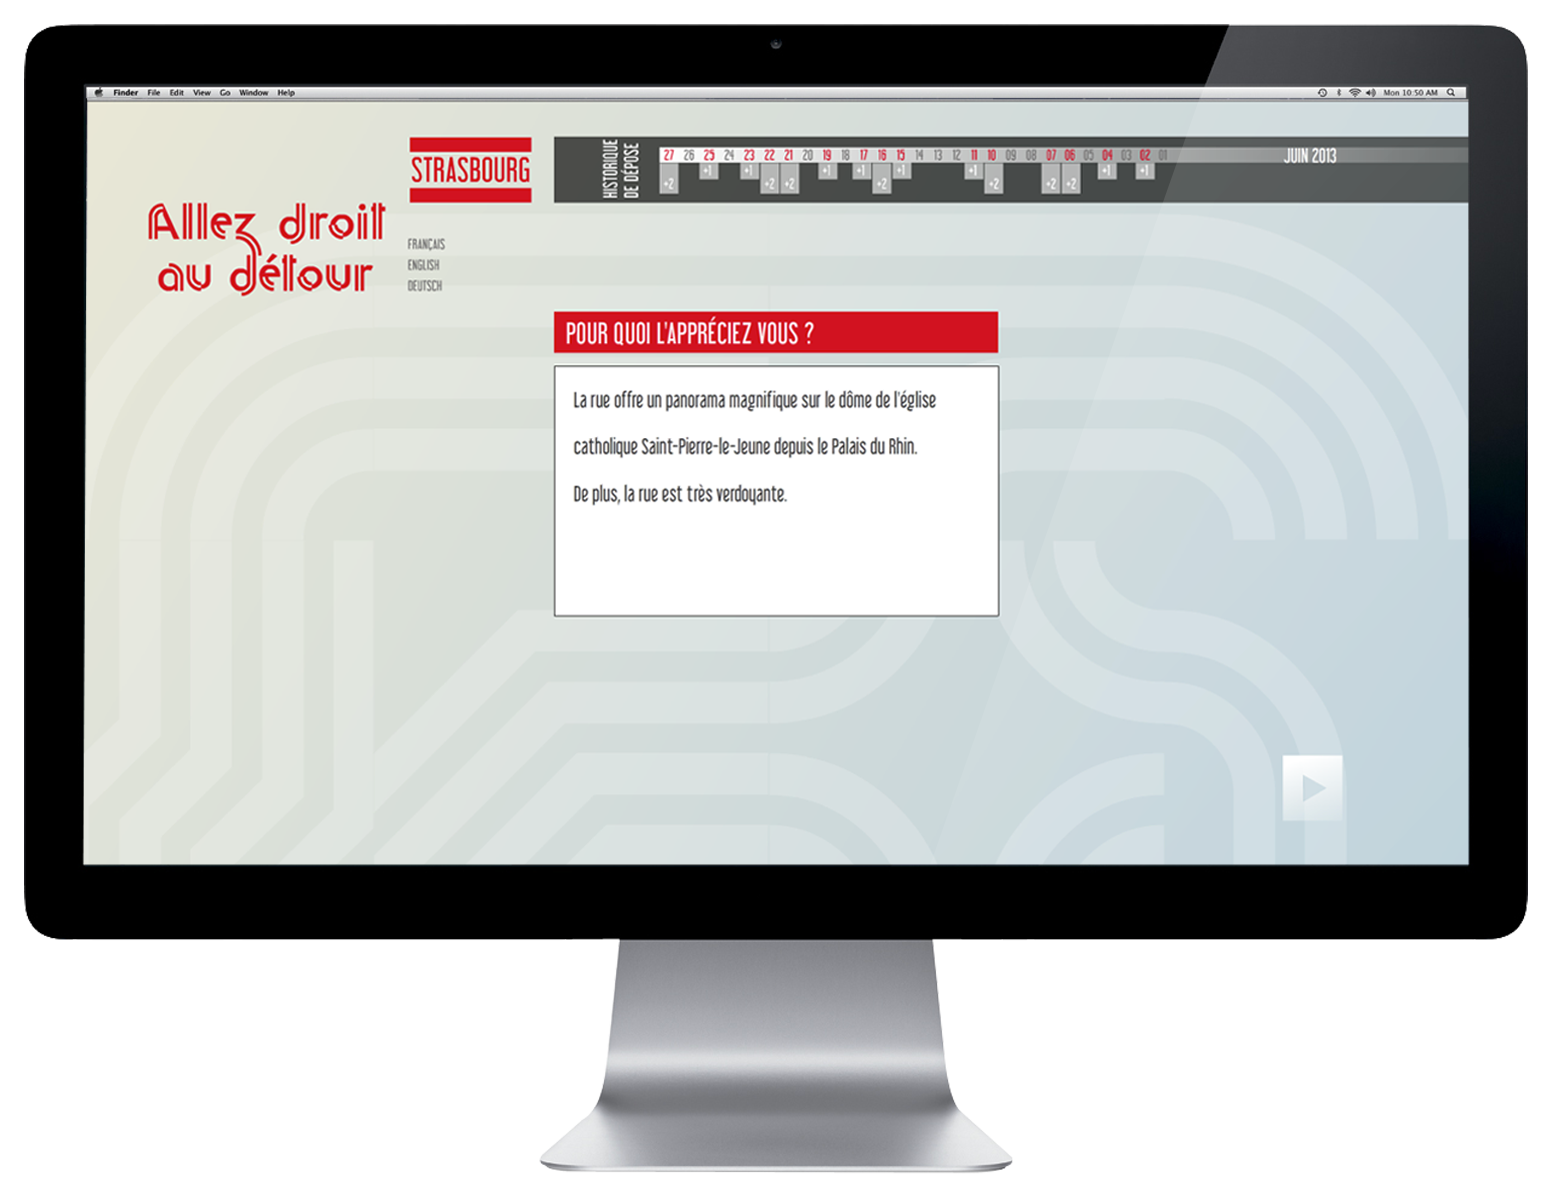 Finder File Edit View Go Window Help
Mon 10:50 AM
STRASBOURG
HISTORIQUE
DE DÉPOSE
27 26 25 24 23 22 21 20 19 18 17 16 15 14 13 12 11 10 09 08 07 06 05 04 03 02 01
JUIN 2013
+2 +1 +1 +2 +2 +1 +1 +2 +1 +1 +2 +2 +2 +1 +1
Allez droit
au détour
FRANÇAIS
ENGLISH
DEUTSCH
POUR QUOI L'APPRÉCIEZ VOUS ?
La rue offre un panorama magnifique sur le dôme de l'église
catholique Saint-Pierre-le-Jeune depuis le Palais du Rhin.
De plus, la rue est très verdoyante.